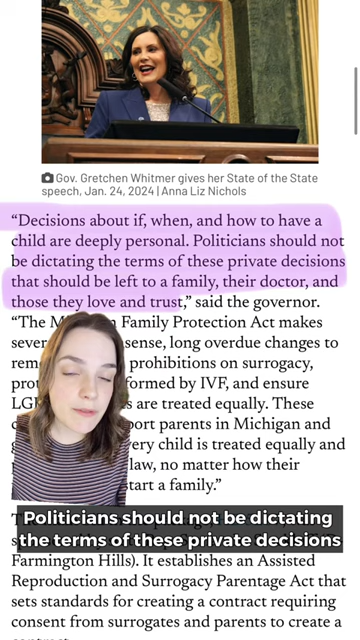 Gov. Gretchen Whitmer gives her State of the State
speech, Jan. 24, 2024 | Anna Liz Nichols
“Decisions about if, when, and how to have a
child are deeply personal. Politicians should not
be dictating the terms of these private decisions
that should be left to a family, their doctor, and
those they love and trust,” said the governor.
“The M n Family Protection Act makes
seve sense, long overdue changes to
rem prohibitions on surrogacy,
pro formed by IVF, and ensure
LG s are treated equally. These
port parents in Michigan and
very child is treated equally and
law, no matter how their
start a family.”
Politicians should not be dictating
the terms of these private decisions
Farmington Hills). It establishes an Assisted
Reproduction and Surrogacy Parentage Act that
sets standards for creating a contract requiring
consent from surrogates and parents to create a